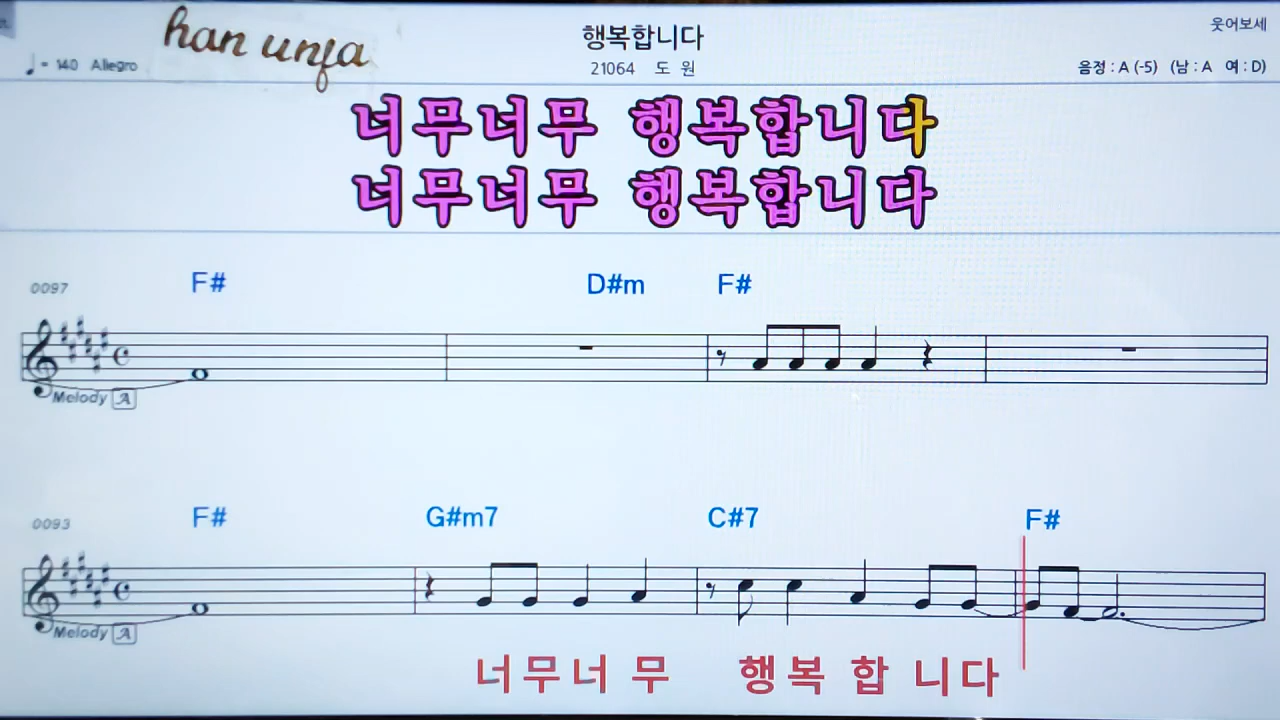 han unja
행복합니다
웃어보세
♩= 140 Allegro
21064 도 원
음정 : A (-5) (남 : A 여 : D)
너무너무 행복합니다
너무너무 행복합니다
0097
F# D#m F#
Melody A
0093
F# G#m7 C#7 F#
Melody A
너무너 무 행복 합 니다